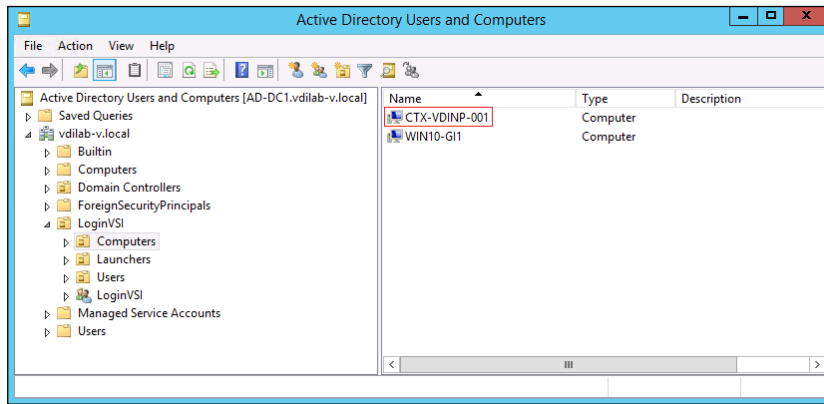 Active Directory Users and Computers
File Action View Help
Active Directory Users and Computers [AD-DC1.vdilab-v.local]
Saved Queries
vdilab-v.local
Builtin
Computers
Domain Controllers
ForeignSecurityPrincipals
LoginVSI
Computers
Launchers
Users
LoginVSI
Managed Service Accounts
Users
Name Type Description
CTX-VDINP-001 Computer
WIN10-GI1 Computer